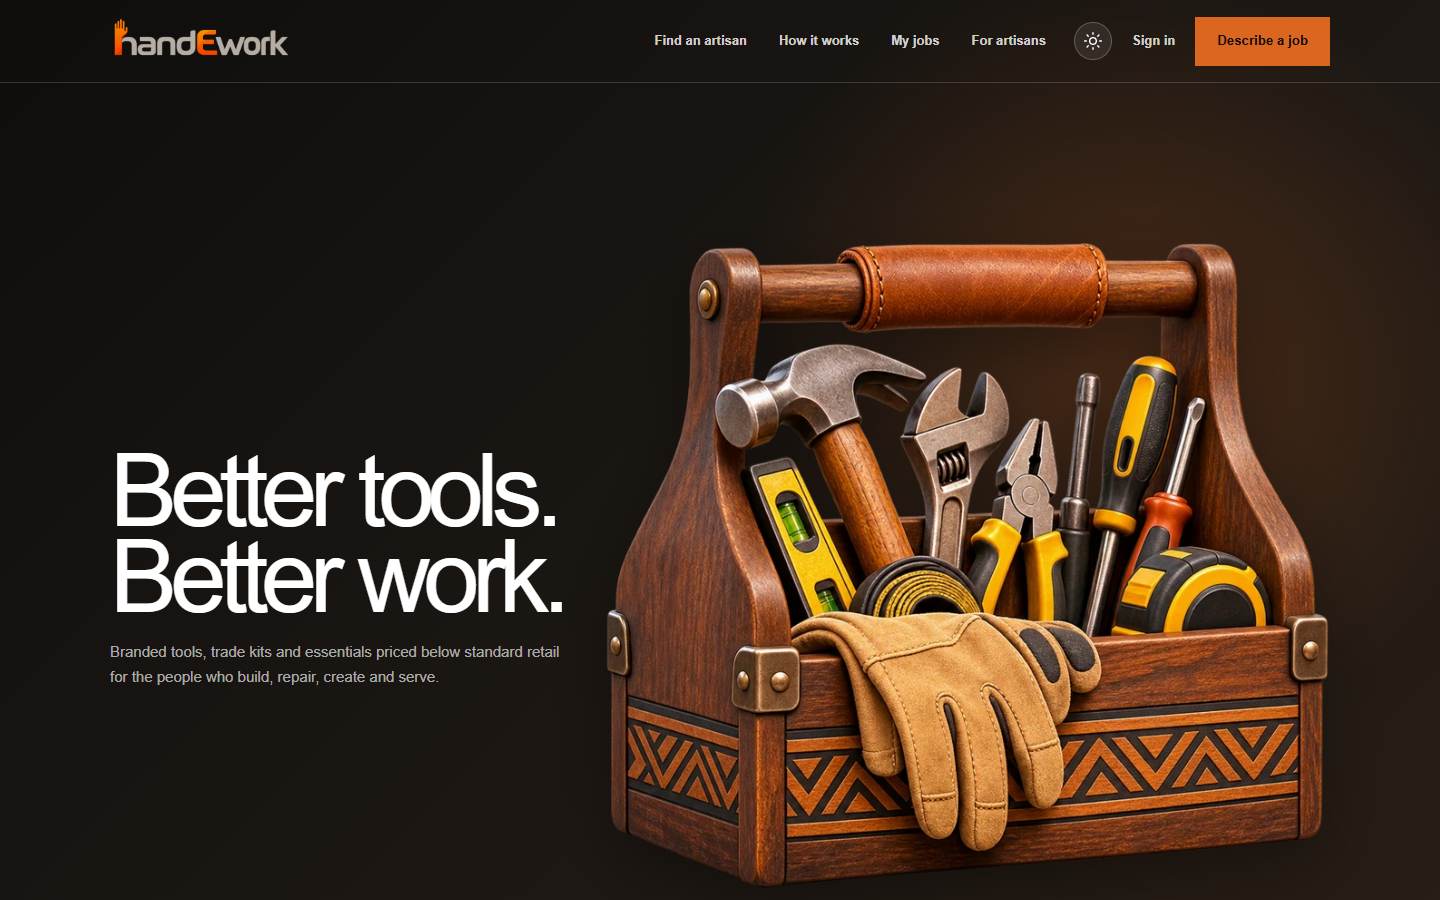 handEwork
Find an artisan
How it works
My jobs
For artisans
Sign in
Describe a job
Better tools.
Better work.
Branded tools, trade kits and essentials priced below standard retail
for the people who build, repair, create and serve.